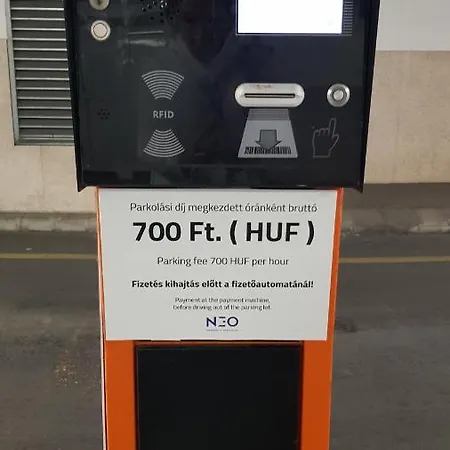 RFID
Parkolási díj megkezdett óránként bruttó
700 Ft. ( HUF )
Parking fee 700 HUF per hour
Fizetés kihajtás előtt a fizetőautomatánál!
Payment at the payment machine,
before driving out of the parking lot.
NEO